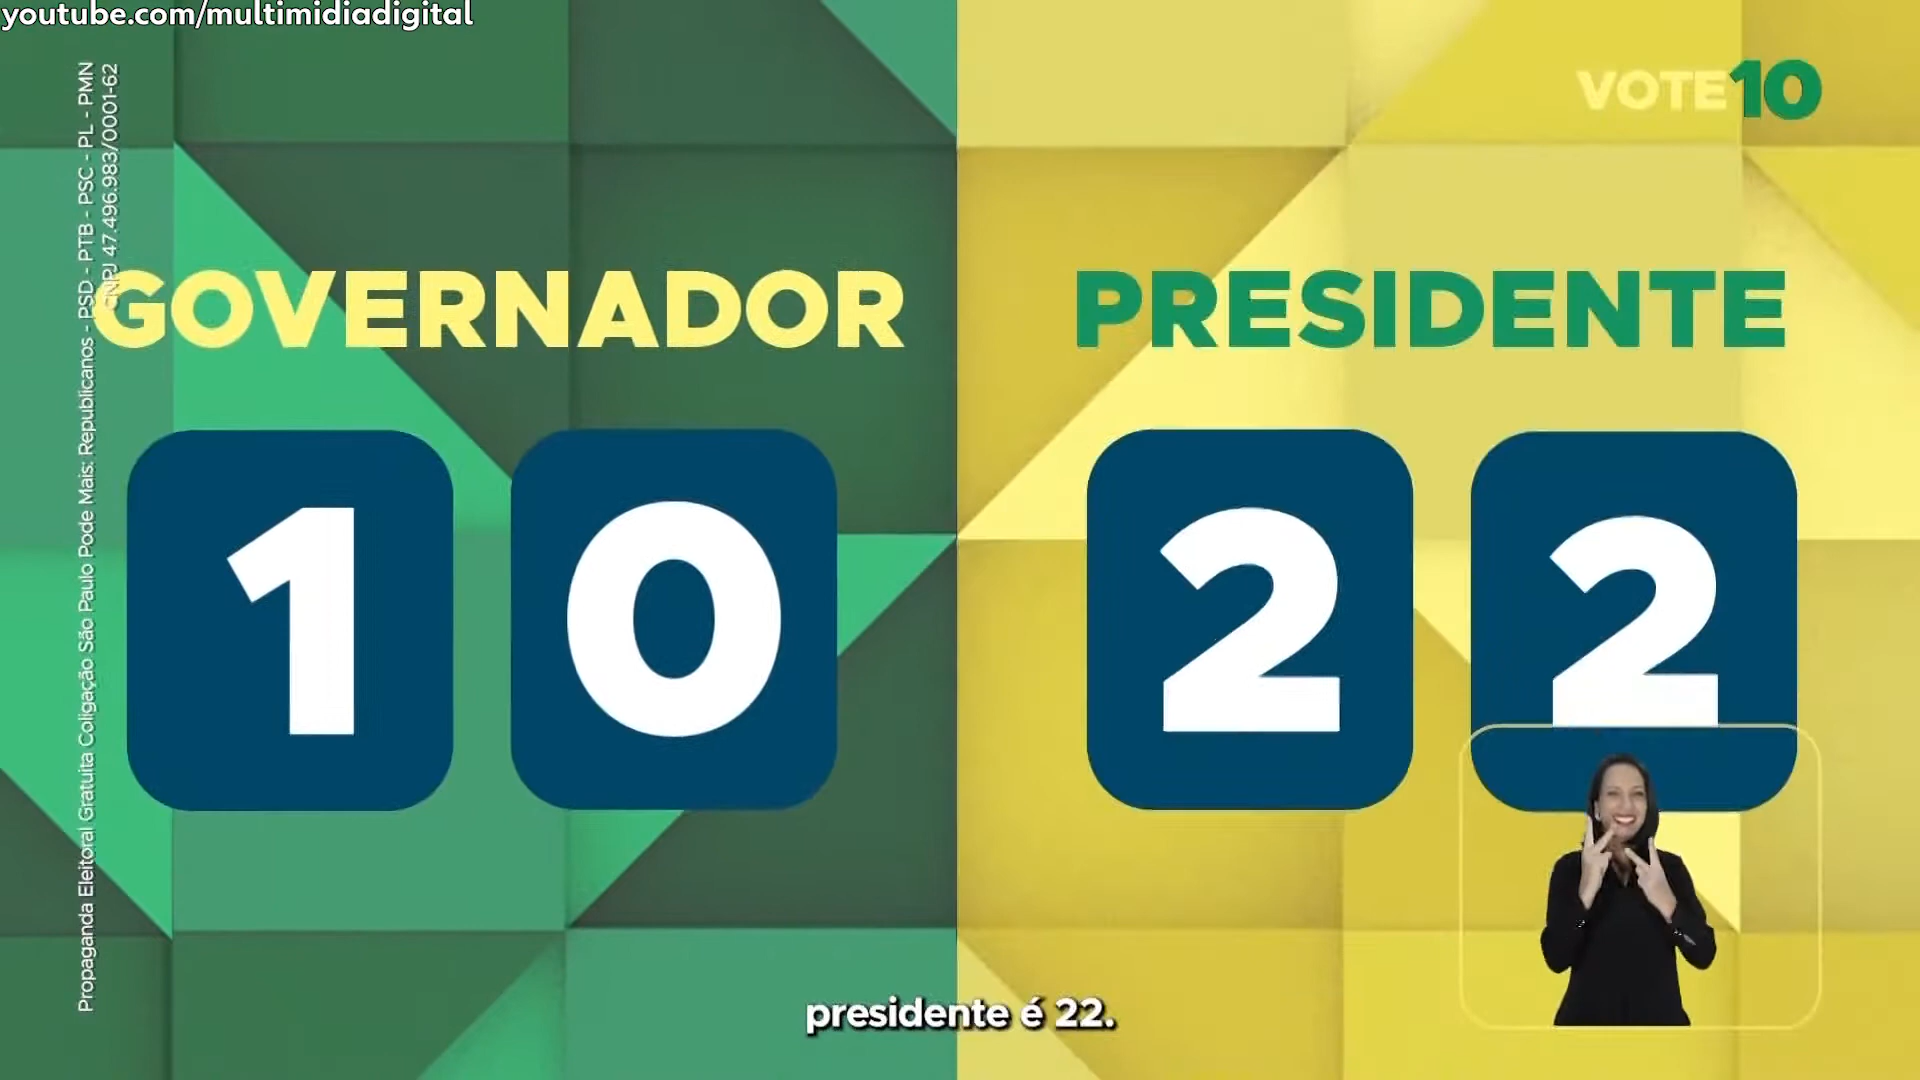 youtube.com/multimidiadigital
VOTE10
Propaganda Eleitoral Gratuita Coligação São Paulo Pode Mais: Republicanos - PSD - PTB - PSC - PL - PMN
CNPJ 47.496.983/0001-62
GOVERNADOR
10
PRESIDENTE
22
presidente é 22.